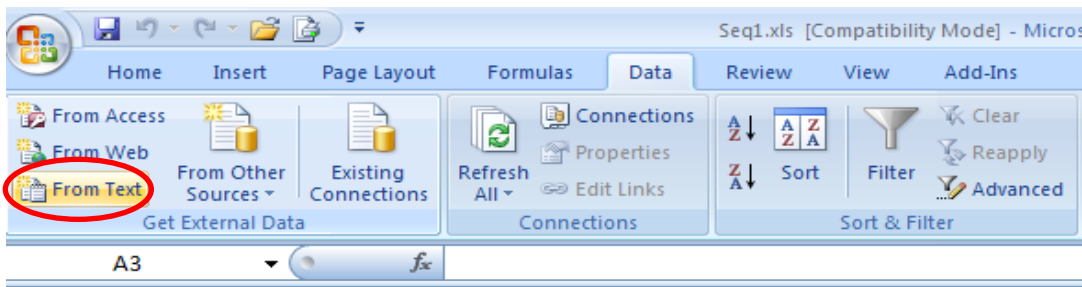 Seq1.xls [Compatibility Mode] - Micros
Home Insert Page Layout Formulas Data Review View Add-Ins
From Access
From Web
From Text
From Other Sources
Existing Connections
Get External Data
Refresh All
Connections
Properties
Edit Links
Connections
A
Z
Z
A
A Z
Z A
Sort
Filter
Clear
Reapply
Advanced
Sort & Filter
A3
fx